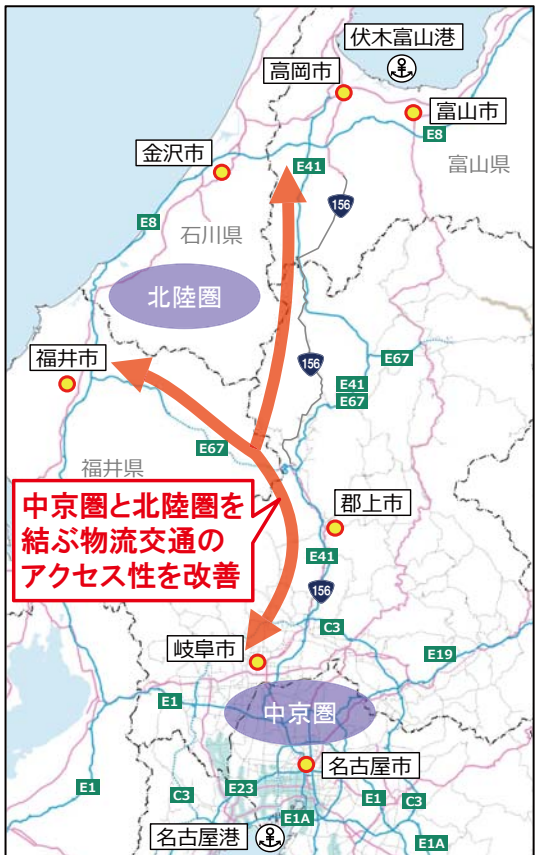 伏木富山港
高岡市
富山市
E8
金沢市
E41
富山県
156
E8
石川県
北陸圏
福井市
156
E67
E41
E67
E67
福井県
中京圏と北陸圏を
結ぶ物流交通の
アクセス性を改善
郡上市
E41
156
C3
岐阜市
E19
E1
中京圏
名古屋市
E1
E23
C3
E1
C3
E1A
名古屋港
E1A